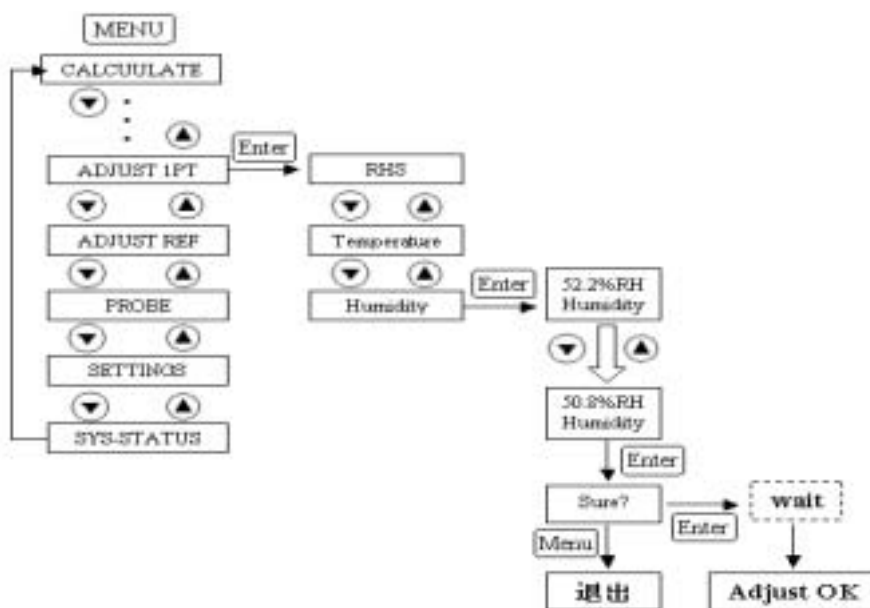 MENU
CALCUULATE
ADJUST 1PT
Enter
RHS
ADJUST REF
Temperature
PROBE
Humidity
Enter
52.2%RH
Humidity
SETTINGS
50.8%RH
Humidity
SYS-STATUS
Enter
Sure?
Enter
wait
Menu
退出
Adjust OK